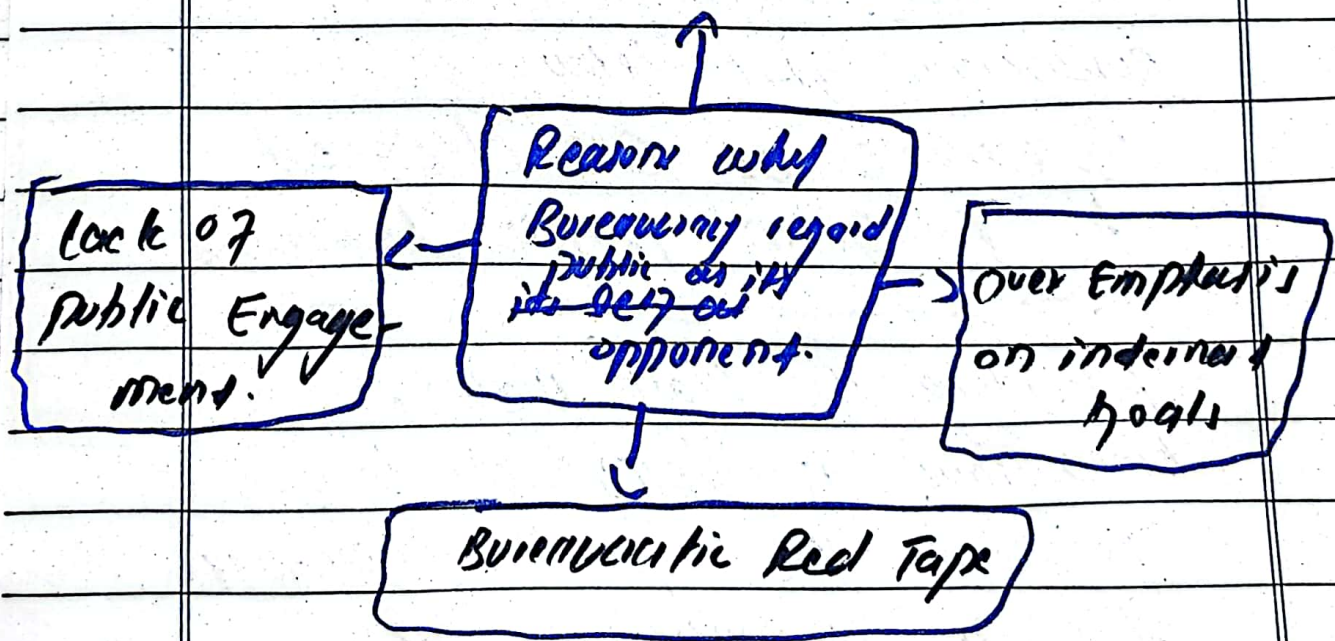 Reasons why
Bureaucracy regard
public as its
its
opponent.
Lack of
public Engage-
ment.
Over Emphasis
on internal
goals
Bureaucratic Red Tape